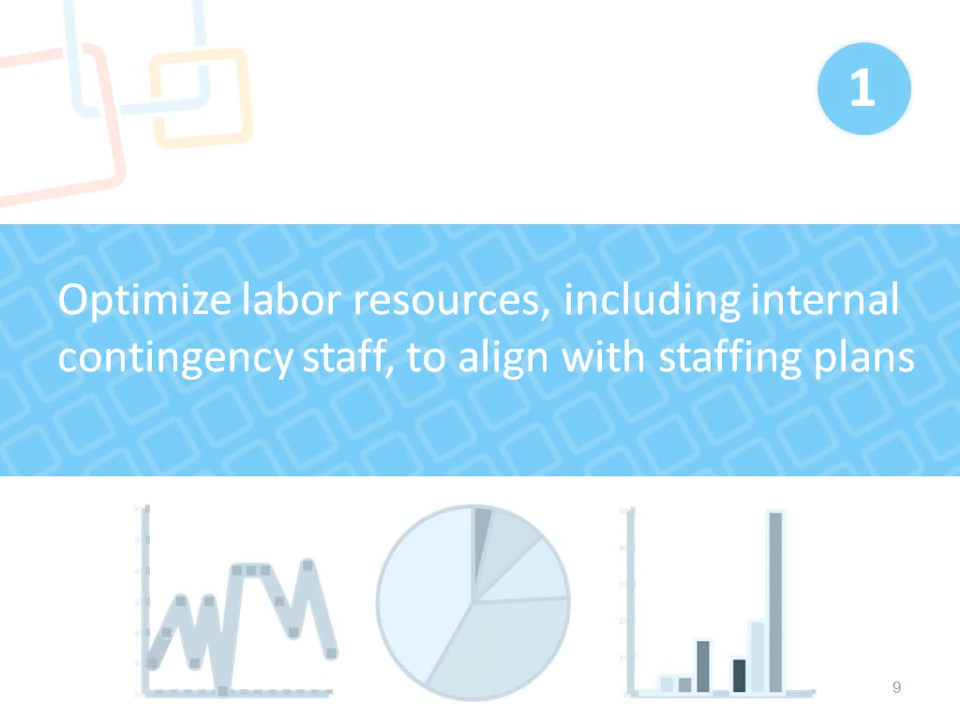 1
Optimize labor resources, including internal
contingency staff, to align with staffing plans
9